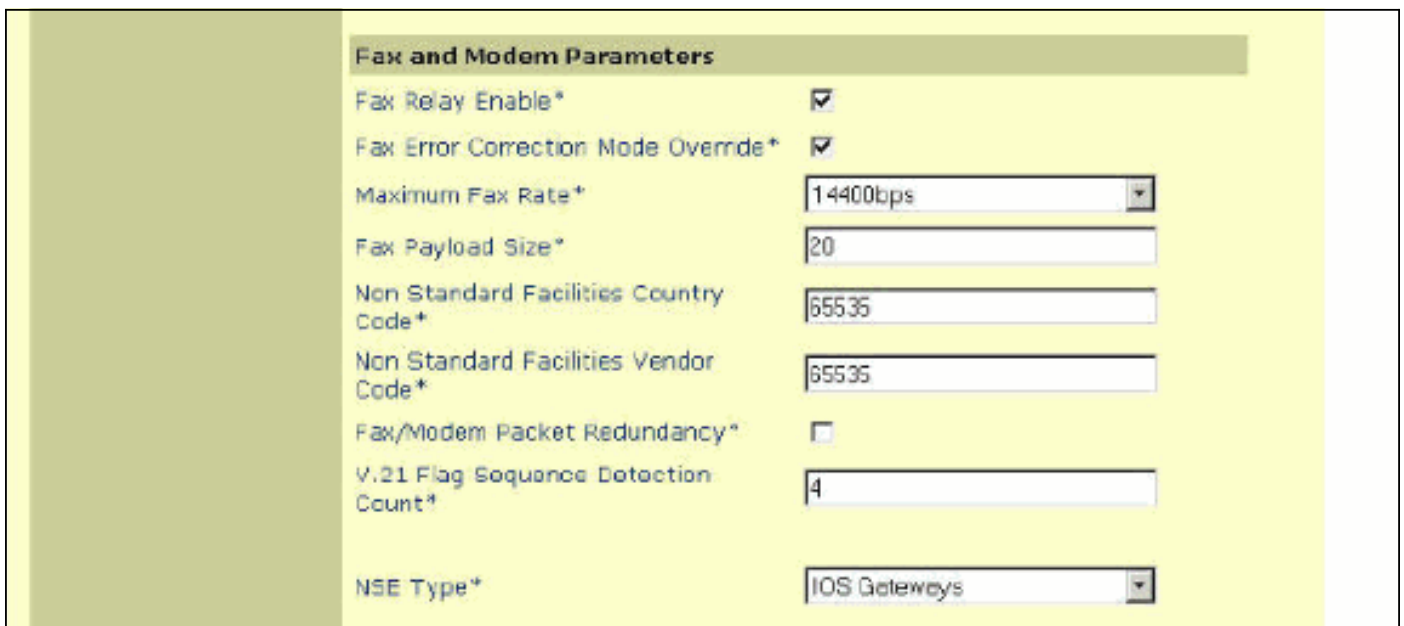 Fax and Modem Parameters
Fax Relay Enable*
Fax Error Correction Mode Override*
Maximum Fax Rate* 14400bps
Fax Payload Size* 20
Non Standard Facilities Country
Code* 65535
Non Standard Facilities Vendor
Code* 65535
Fax/Modem Packet Redundancy*
V.21 Flag Sequence Detection
Count* 4
NSE Type* IOS Gateways